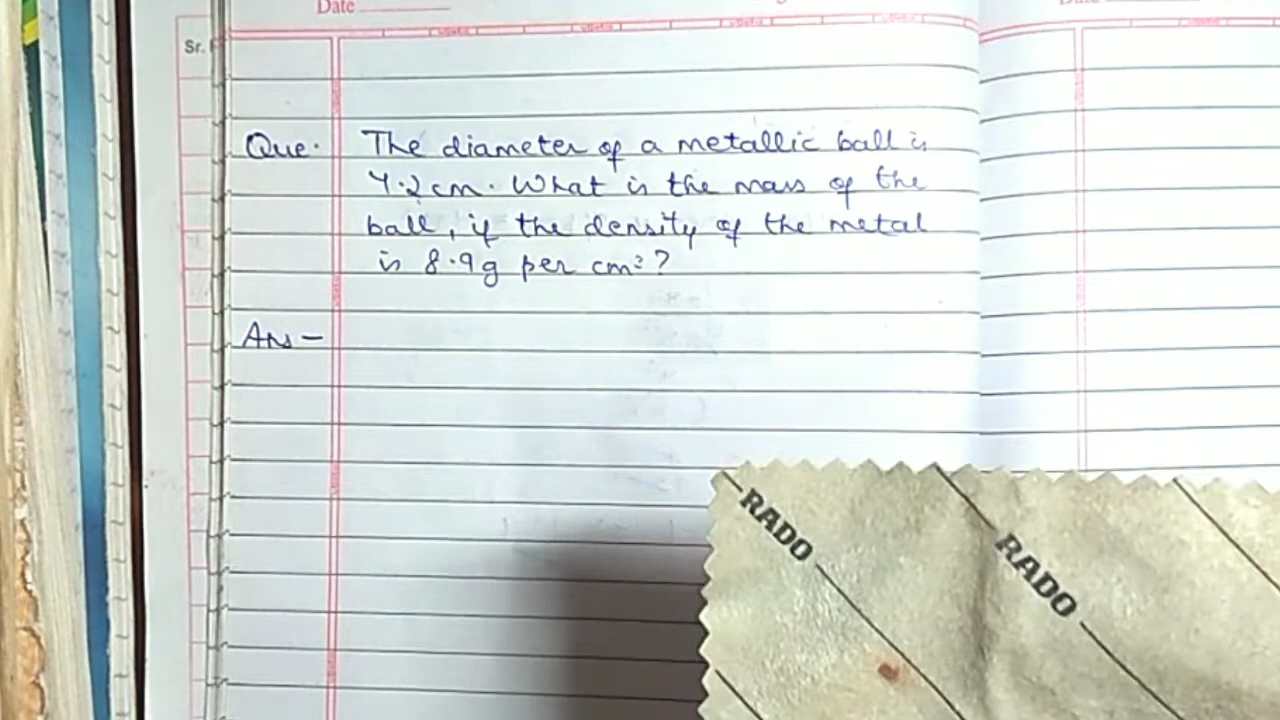 Date
Sr.
Que. The diameter of a metallic ball is
4.2 cm. What is the mass of the
ball, if the density of the metal
is 8.9g per cm³?
Ans -
RADO
RADO